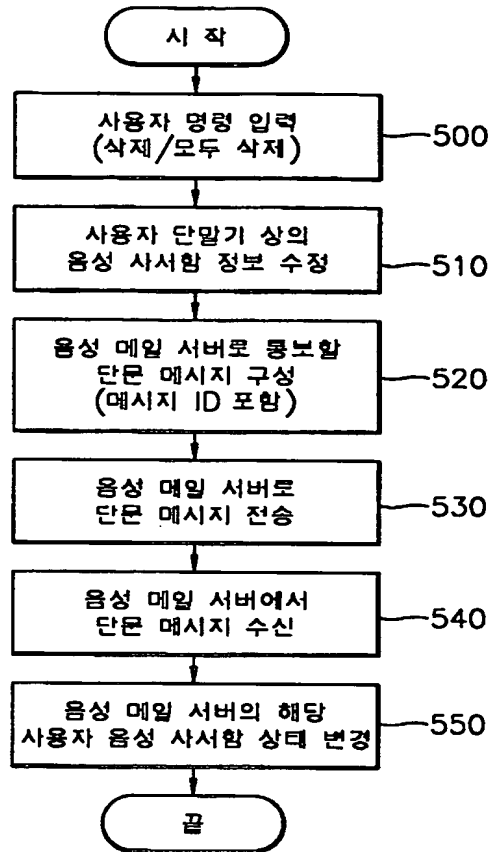 시 작
사용자 명령 입력
(삭제/모두 삭제)
500
사용자 단말기 상의
음성 사서함 정보 수정
510
음성 메일 서버로 통보할
단문 메시지 구성
(메시지 ID 포함)
520
음성 메일 서버로
단문 메시지 전송
530
음성 메일 서버에서
단문 메시지 수신
540
음성 메일 서버의 해당
사용자 음성 사서함 상태 변경
550
끝